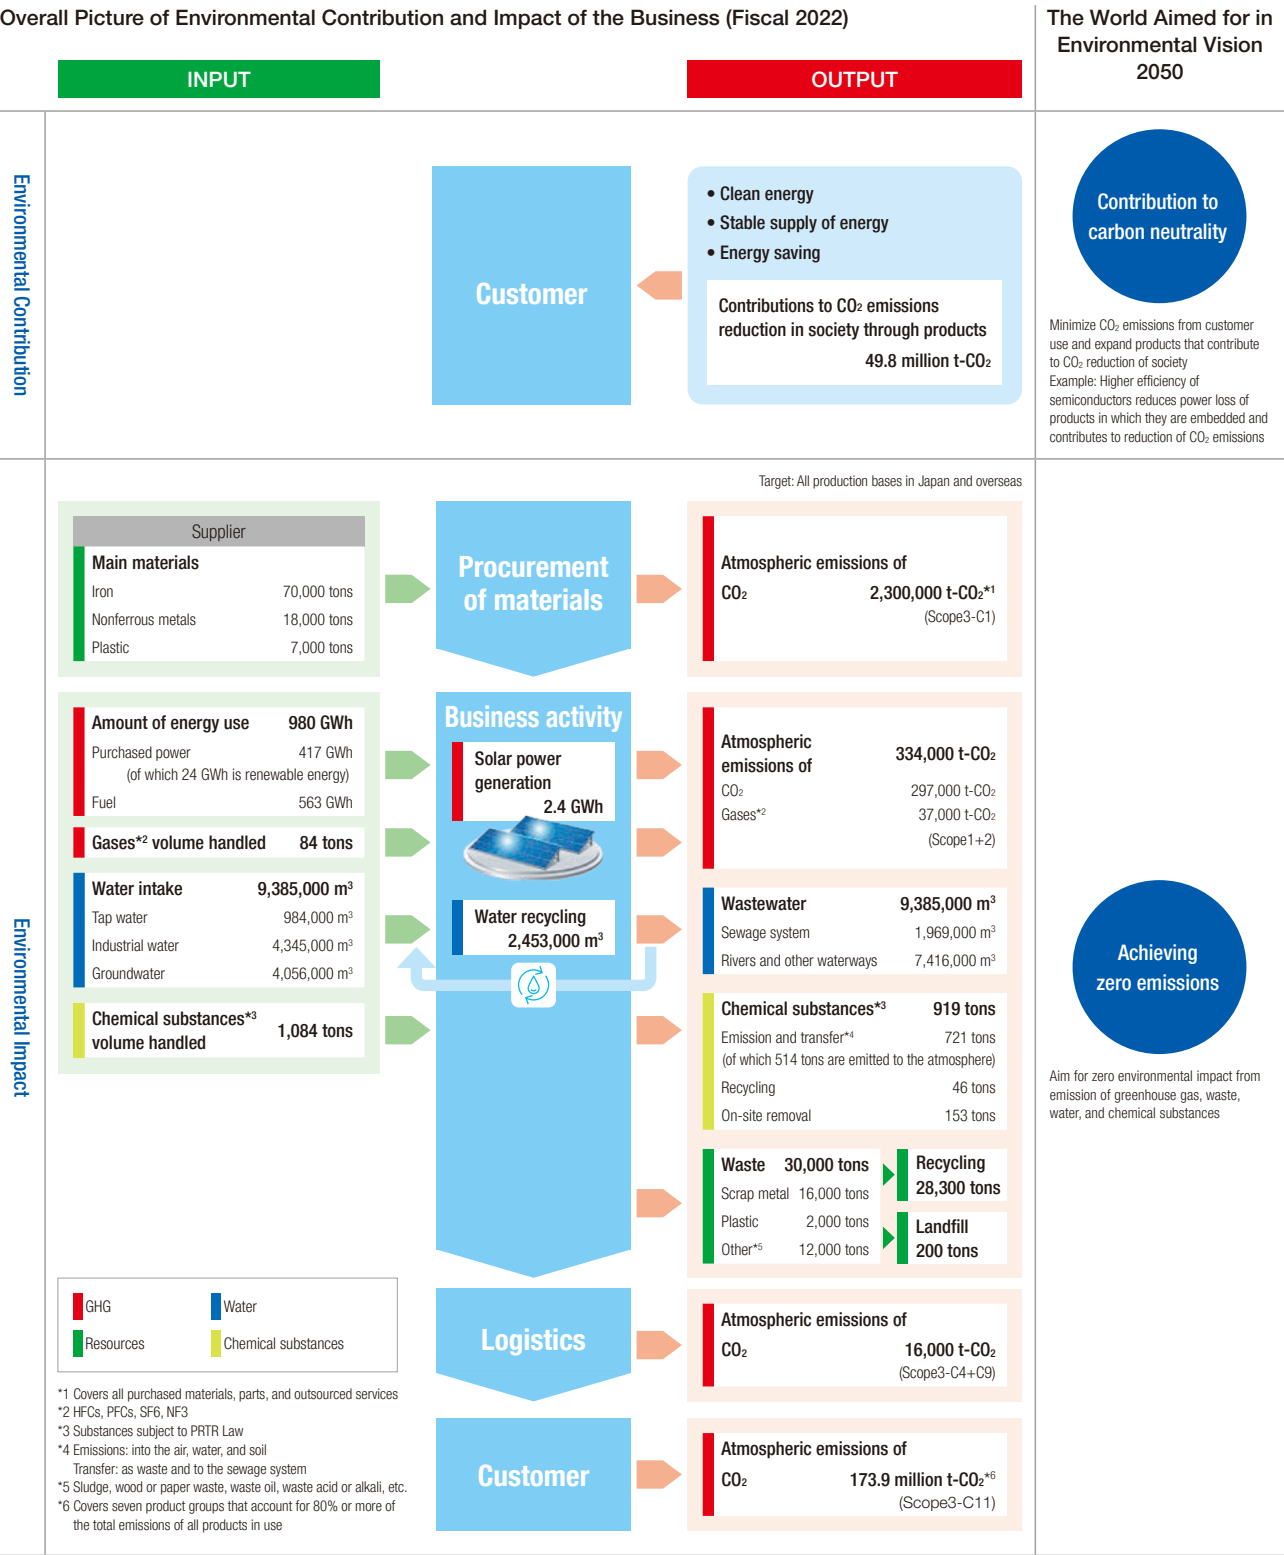 Overall Picture of Environmental Contribution and Impact of the Business (Fiscal 2022)
The World Aimed for in
Environmental Vision
2050
INPUT
OUTPUT
Environmental Contribution
Customer
• Clean energy
• Stable supply of energy
• Energy saving
Contributions to CO₂ emissions
reduction in society through products
49.8 million t-CO₂
Contribution to
carbon neutrality
Minimize CO₂ emissions from customer
use and expand products that contribute
to CO₂ reduction of society
Example: Higher efficiency of
semiconductors reduces power loss of
products in which they are embedded and
contributes to reduction of CO₂ emissions
Environmental Impact
Target: All production bases in Japan and overseas
Supplier
Main materials
Iron 70,000 tons
Nonferrous metals 18,000 tons
Plastic 7,000 tons
Procurement
of materials
Atmospheric emissions of
CO₂ 2,300,000 t-CO₂*1
(Scope3-C1)
Amount of energy use 980 GWh
Purchased power 417 GWh
(of which 24 GWh is renewable energy)
Fuel 563 GWh
Gases*2 volume handled 84 tons
Water intake 9,385,000 m³
Tap water 984,000 m³
Industrial water 4,345,000 m³
Groundwater 4,056,000 m³
Chemical substances*3
volume handled 1,084 tons
Business activity
Solar power
generation
2.4 GWh
Water recycling
2,453,000 m³
Atmospheric
emissions of 334,000 t-CO₂
CO₂ 297,000 t-CO₂
Gases*2 37,000 t-CO₂
(Scope1+2)
Wastewater 9,385,000 m³
Sewage system 1,969,000 m³
Rivers and other waterways 7,416,000 m³
Chemical substances*3 919 tons
Emission and transfer*4 721 tons
(of which 514 tons are emitted to the atmosphere)
Recycling 46 tons
On-site removal 153 tons
Waste 30,000 tons
Scrap metal 16,000 tons
Plastic 2,000 tons
Other*5 12,000 tons
Recycling
28,300 tons
Landfill
200 tons
Achieving
zero emissions
Aim for zero environmental impact from
emission of greenhouse gas, waste,
water, and chemical substances
Logistics
Atmospheric emissions of
CO₂ 16,000 t-CO₂
(Scope3-C4+C9)
Customer
Atmospheric emissions of
CO₂ 173.9 million t-CO₂*6
(Scope3-C11)
GHG
Water
Resources
Chemical substances
*1 Covers all purchased materials, parts, and outsourced services
*2 HFCs, PFCs, SF6, NF3
*3 Substances subject to PRTR Law
*4 Emissions: into the air, water, and soil
Transfer: as waste and to the sewage system
*5 Sludge, wood or paper waste, waste oil, waste acid or alkali, etc.
*6 Covers seven product groups that account for 80% or more of
the total emissions of all products in use